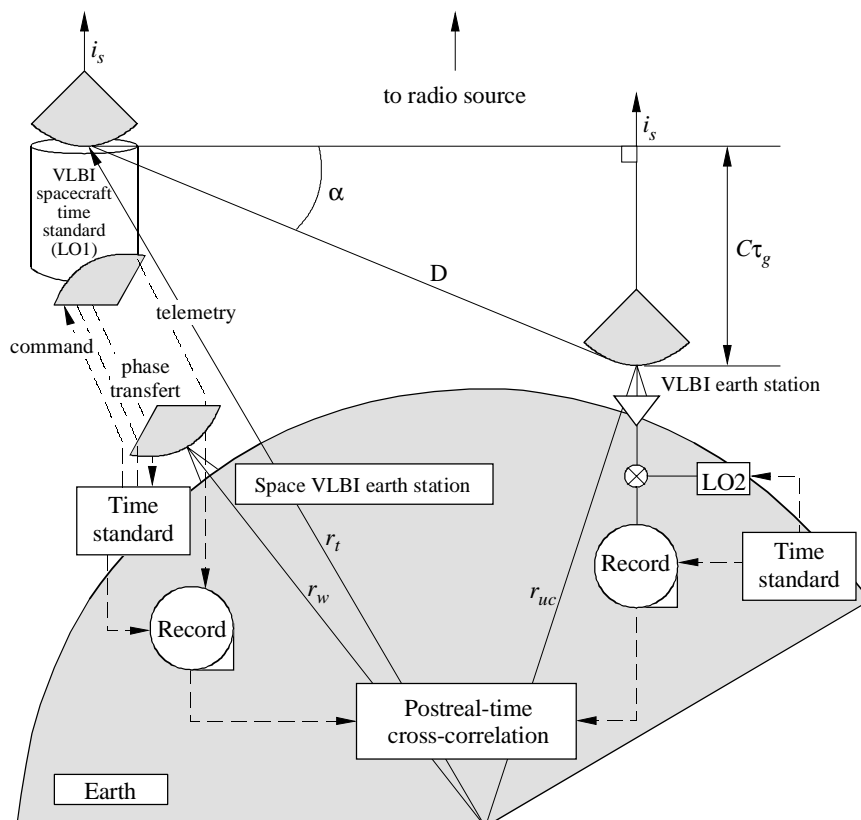 i_s
to radio source
i_s
VLBI
spacecraft
time
standard
(LO1)
α
Cτ_g
D
telemetry
command
phase
transfert
VLBI earth station
Space VLBI earth station
LO2
Time
standard
r_t
Record
Time
standard
r_w
r_uc
Record
Postreal-time
cross-correlation
Earth